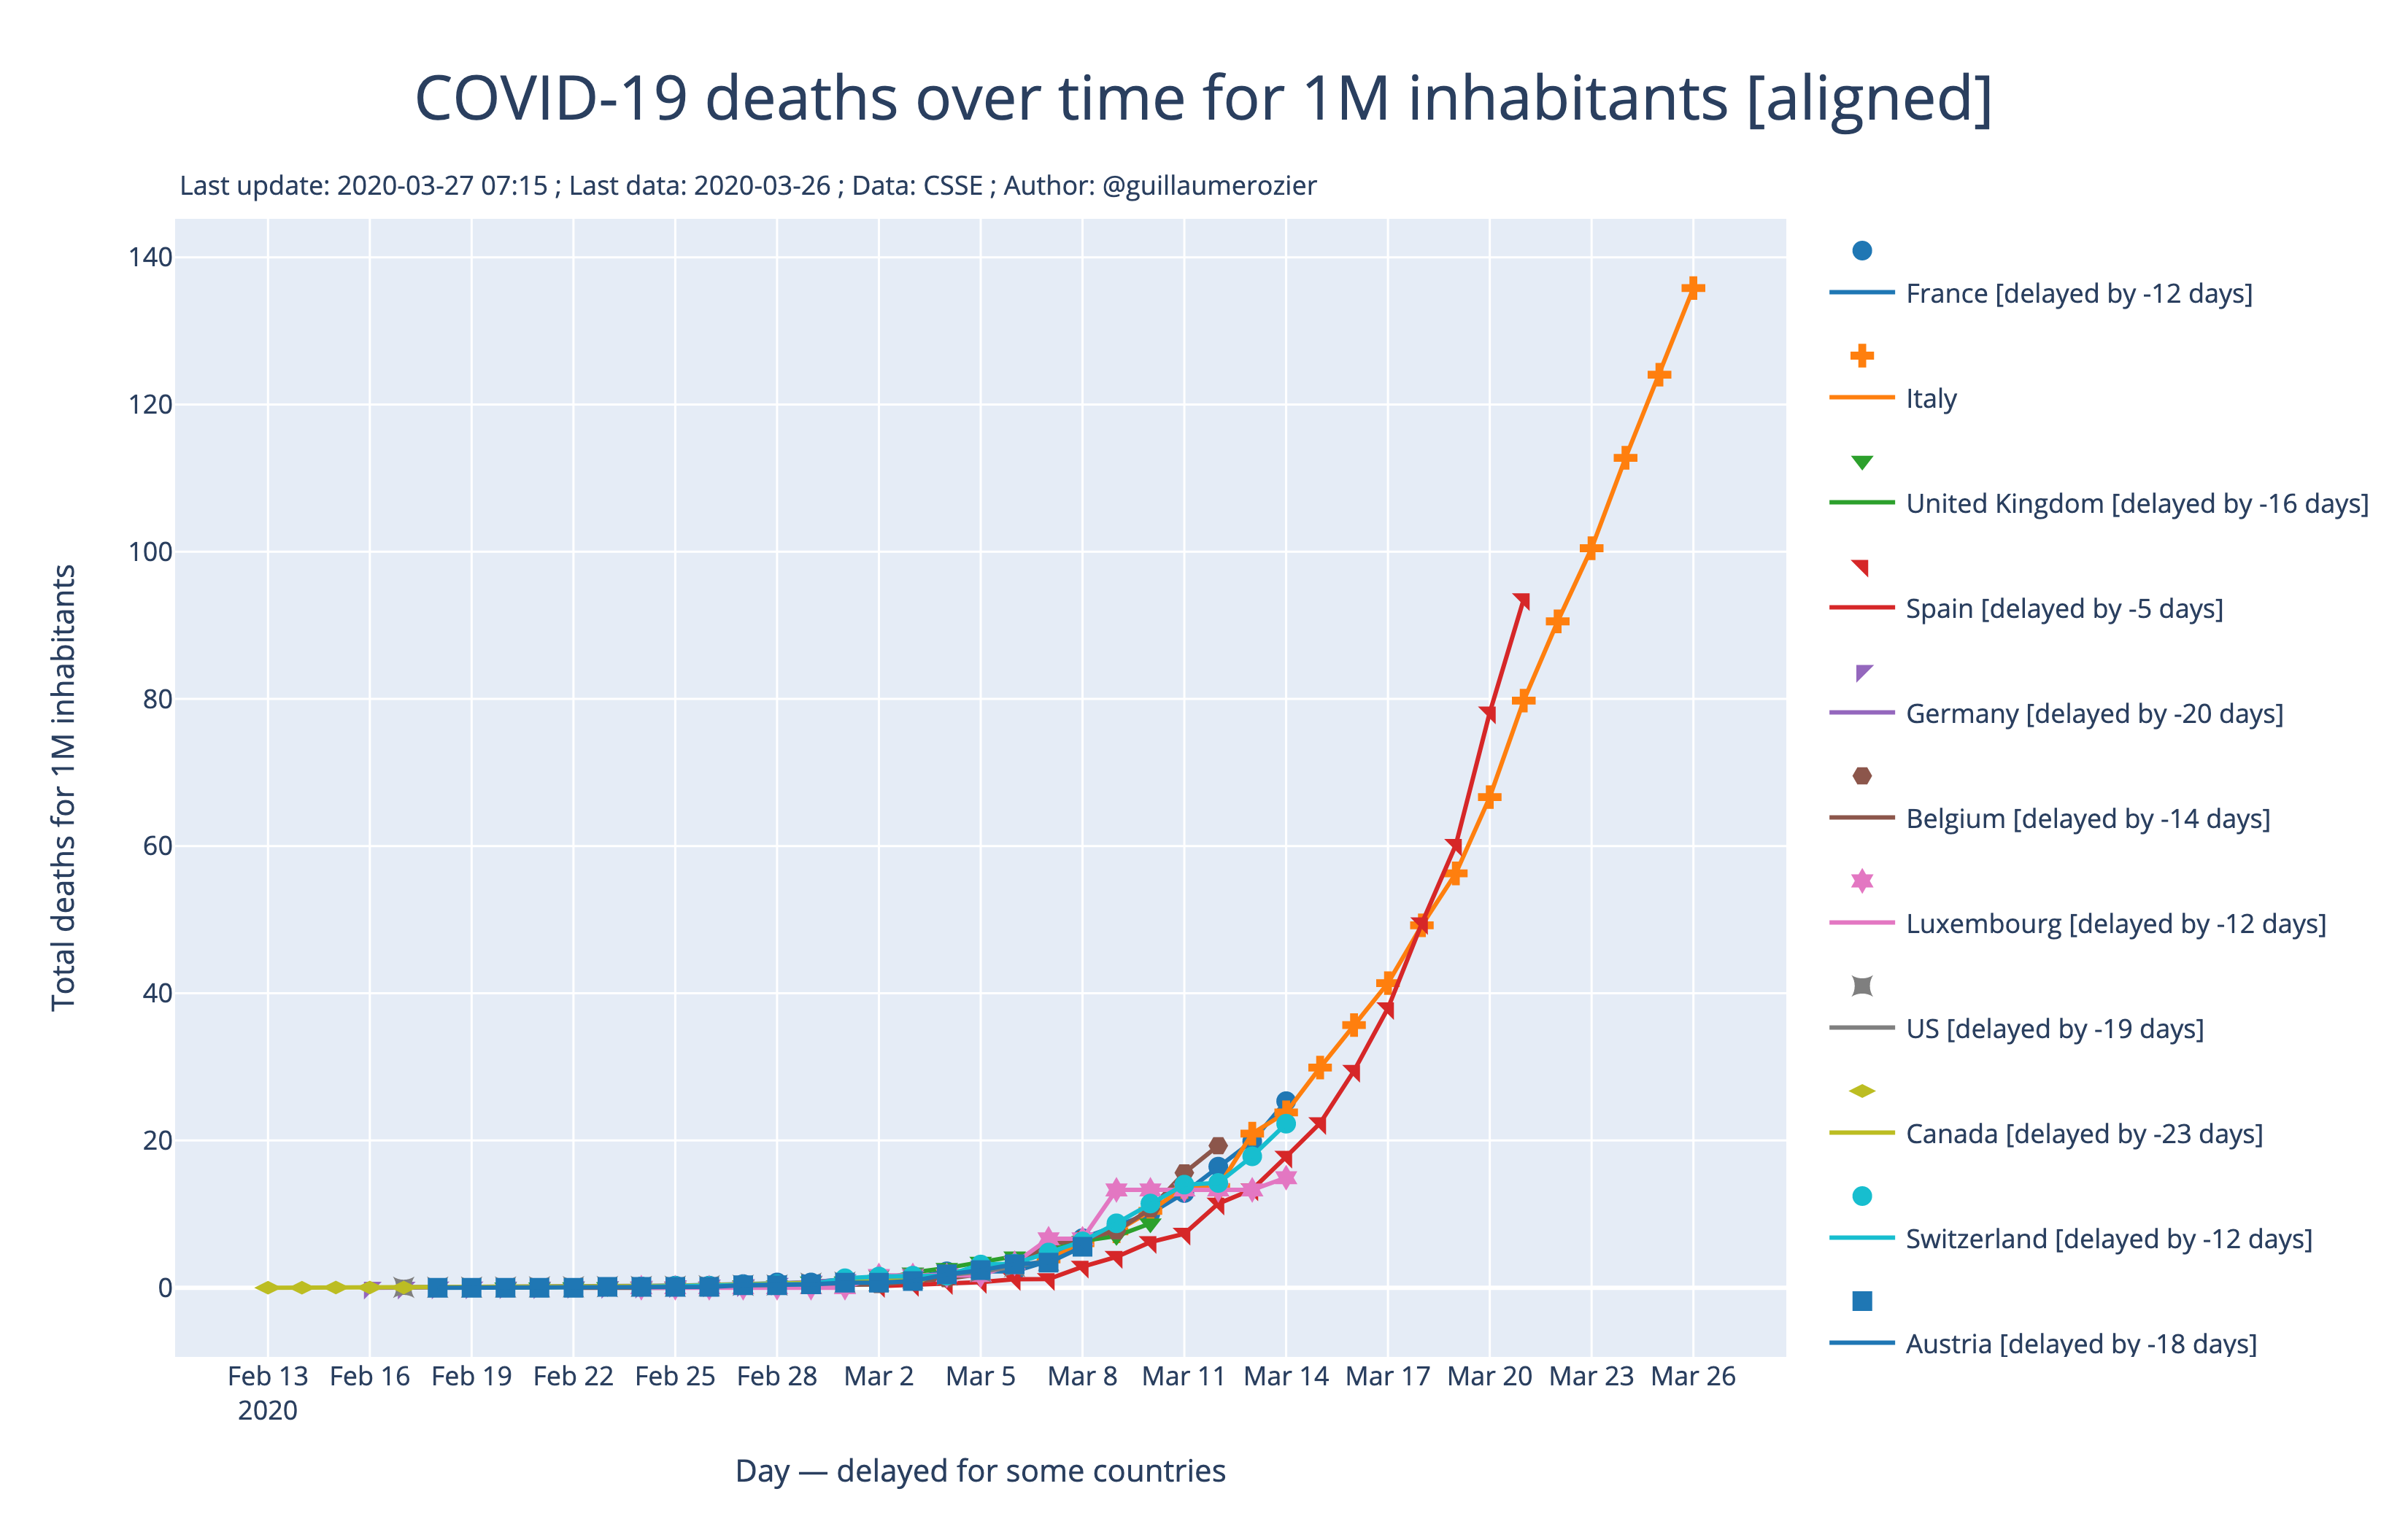 COVID-19 deaths over time for 1M inhabitants [aligned]
Last update: 2020-03-27 07:15 ; Last data: 2020-03-26 ; Data: CSSE ; Author: @guillaumerozier
Total deaths for 1M inhabitants
140
120
100
80
60
40
20
0
Feb 13 Feb 16 Feb 19 Feb 22 Feb 25 Feb 28 Mar 2 Mar 5 Mar 8 Mar 11 Mar 14 Mar 17 Mar 20 Mar 23 Mar 26
2020
Day — delayed for some countries
France [delayed by -12 days]
Italy
United Kingdom [delayed by -16 days]
Spain [delayed by -5 days]
Germany [delayed by -20 days]
Belgium [delayed by -14 days]
Luxembourg [delayed by -12 days]
US [delayed by -19 days]
Canada [delayed by -23 days]
Switzerland [delayed by -12 days]
Austria [delayed by -18 days]